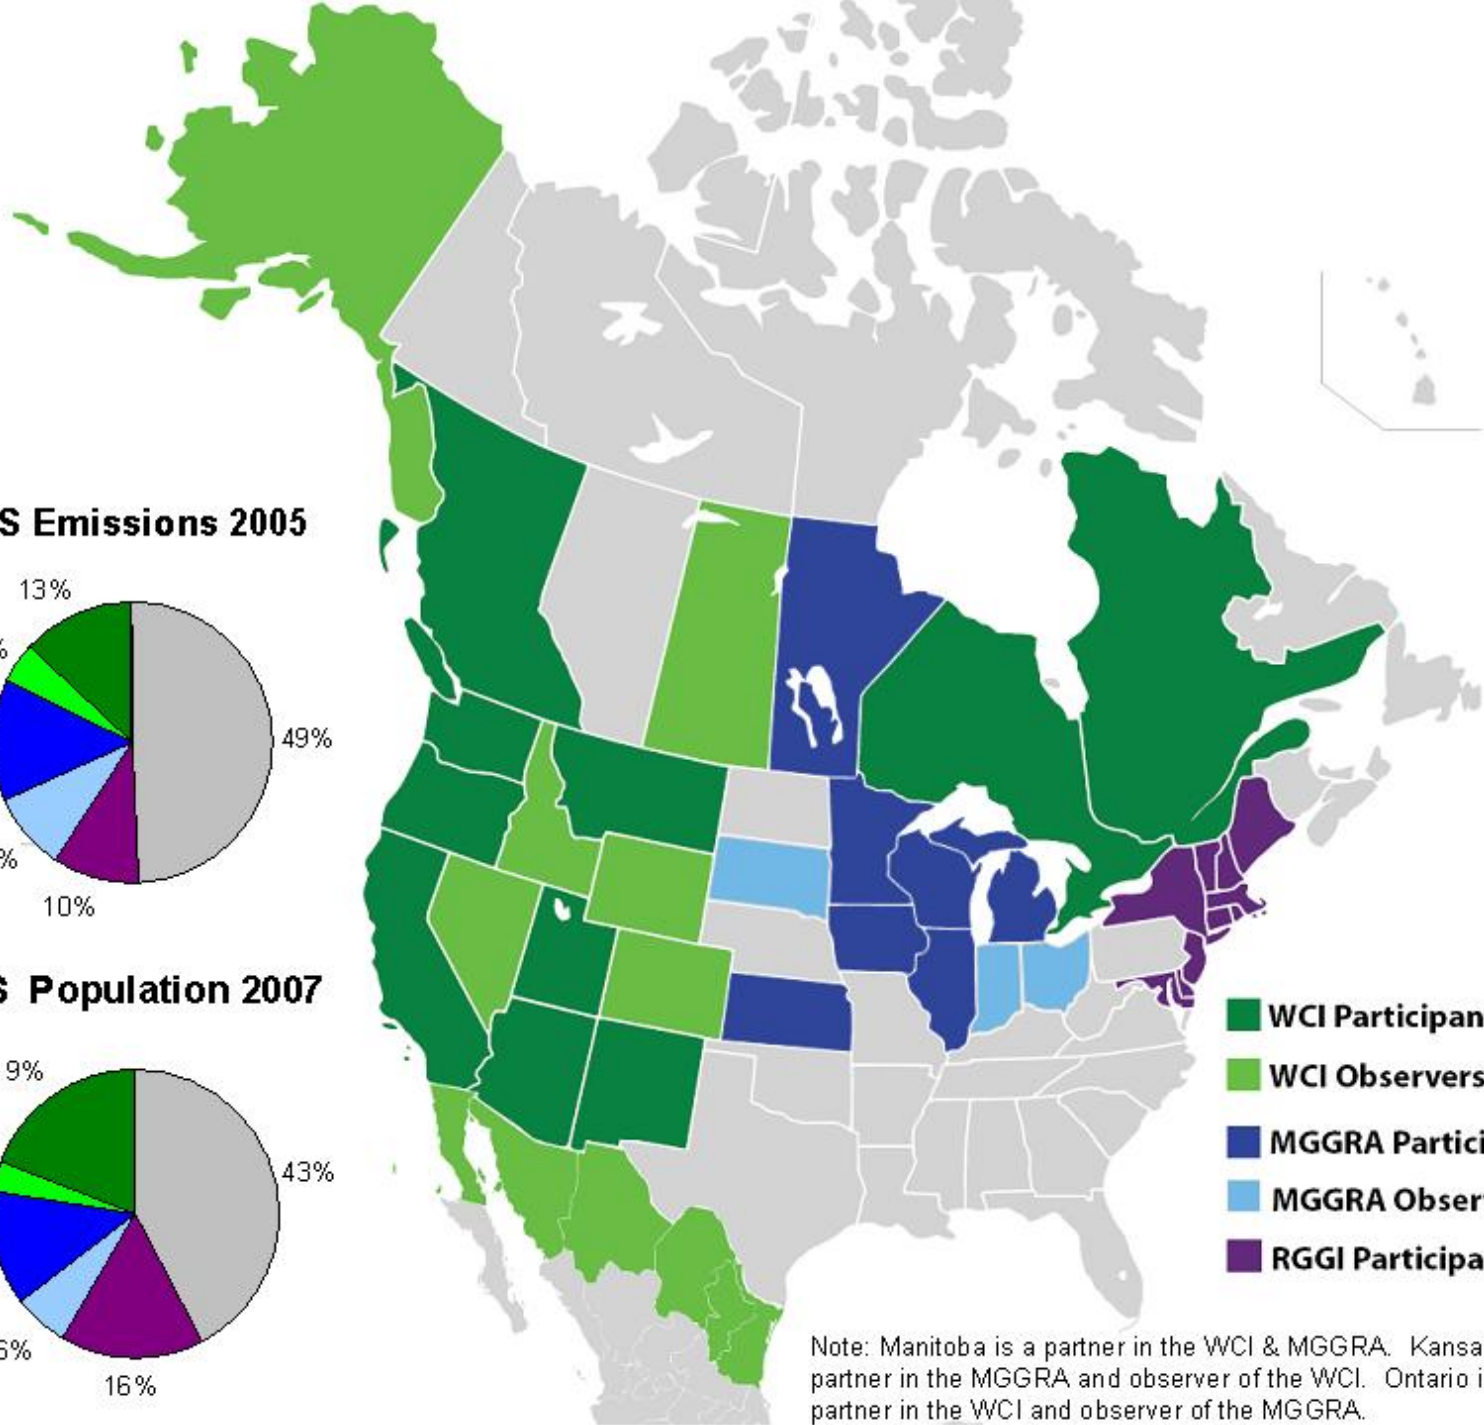 S Emissions 2005
13%
%
49%
%
10%
S Population 2007
9%
43%
6%
16%
WCI Participan
WCI Observers
MGGRA Partici
MGGRA Obser
RGGI Participa
Note: Manitoba is a partner in the WCI & MGGRA. Kansa
partner in the MGGRA and observer of the WCI. Ontario i
partner in the WCI and observer of the MGGRA.